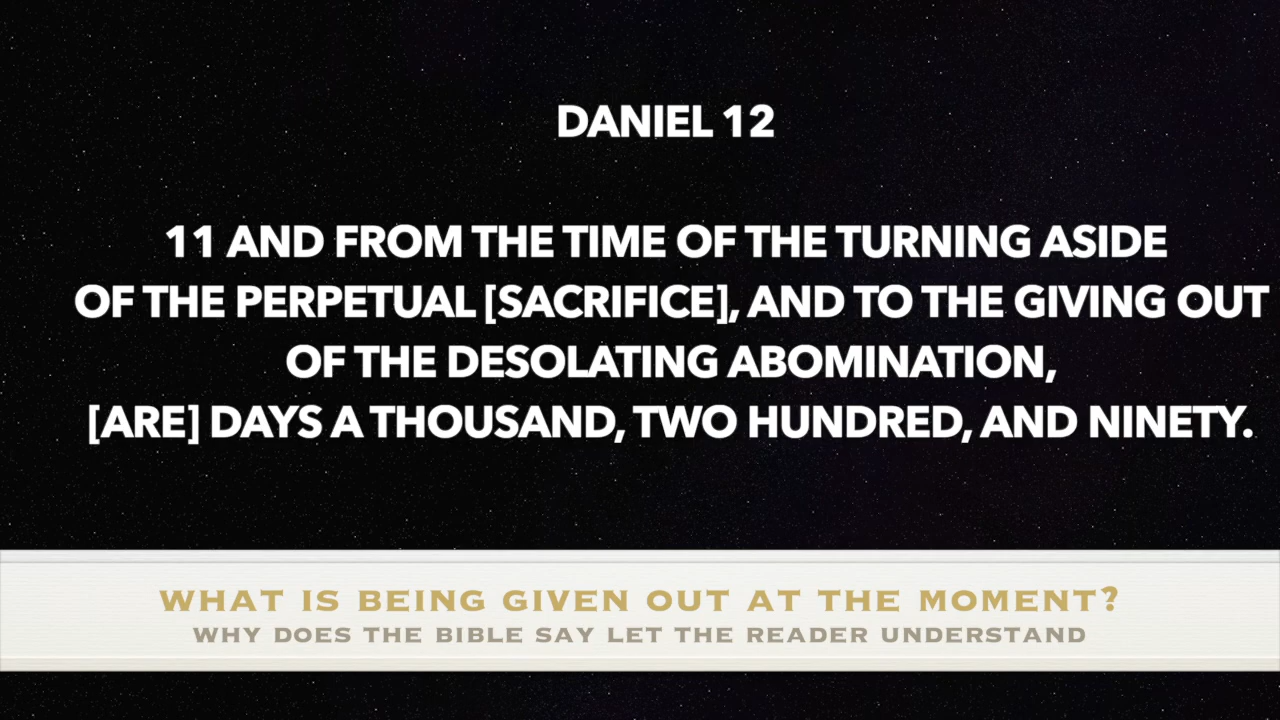 DANIEL 12
11 AND FROM THE TIME OF THE TURNING ASIDE
OF THE PERPETUAL [SACRIFICE], AND TO THE GIVING OUT
OF THE DESOLATING ABOMINATION,
[ARE] DAYS A THOUSAND, TWO HUNDRED, AND NINETY.
WHAT IS BEING GIVEN OUT AT THE MOMENT?
WHY DOES THE BIBLE SAY LET THE READER UNDERSTAND